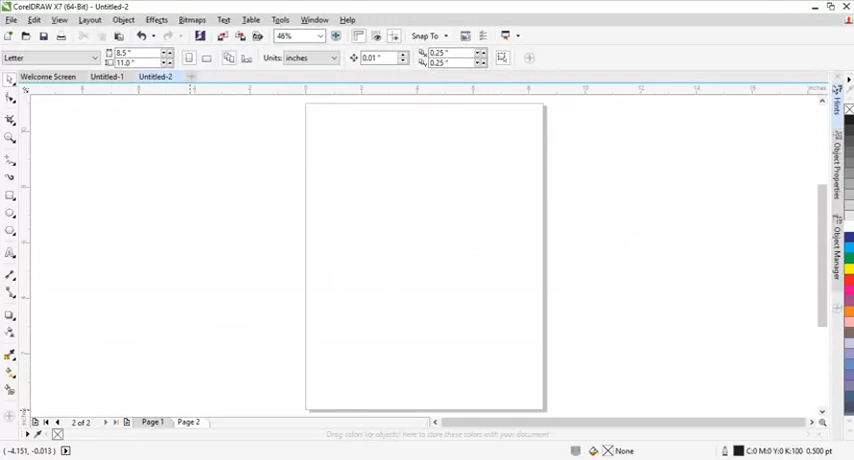 CorelDRAW X7 (64-Bit) - Untitled-2
File Edit View Layout Object Effects Bitmaps Text Table Tools Window Help
46% Snap To
Letter 8.5 " 11.0 " Units: inches 0.01 " 0.25 " 0.25 "
Welcome Screen Untitled-1 Untitled-2
inches
Hints
Object Properties
Object Manager
2 of 2 Page 1 Page 2
Drag colors (or objects) here to store these colors with your document
( -4.151, -0.013 ) None C:0 M:0 Y:0 K:100 0.500 pt